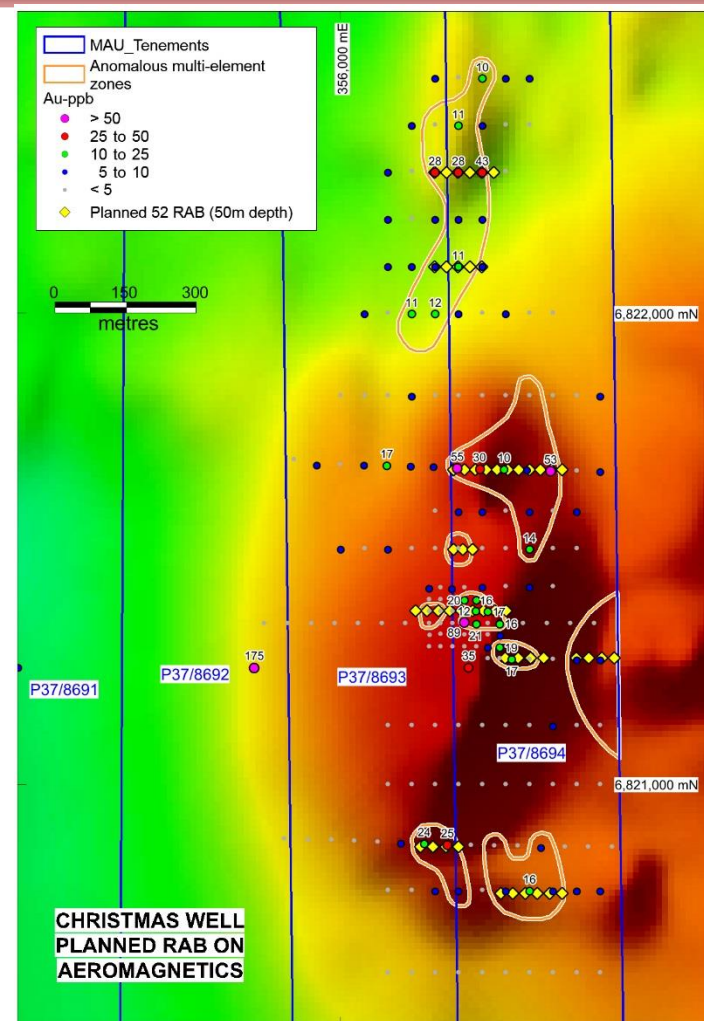 MAU_Tenements
Anomalous multi-element
zones
Au-ppb
> 50
25 to 50
10 to 25
5 to 10
< 5
Planned 52 RAB (50m depth)
356,000 mE
0 150 300
metres
10
11
28 28 43
11
11 12
6,822,000 mN
17
55 30 10 53
14
20 16
12 17
89 21 16
19
175
35
17
P37/8691
P37/8692
P37/8693
P37/8694
6,821,000 mN
24 25
16
CHRISTMAS WELL
PLANNED RAB ON
AEROMAGNETICS